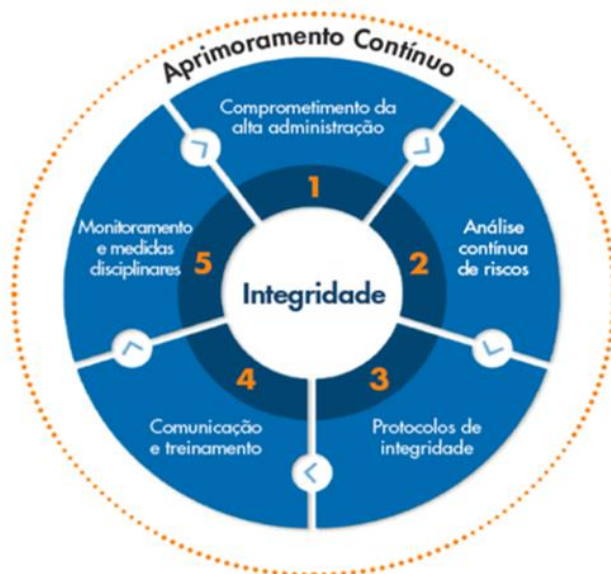 Aprimoramento Contínuo
Comprometimento da
alta administração
1
Análise
contínua
de riscos
2
Protocolos de
integridade
3
Comunicação
e treinamento
4
Monitoramento
e medidas
disciplinares
5
Integridade